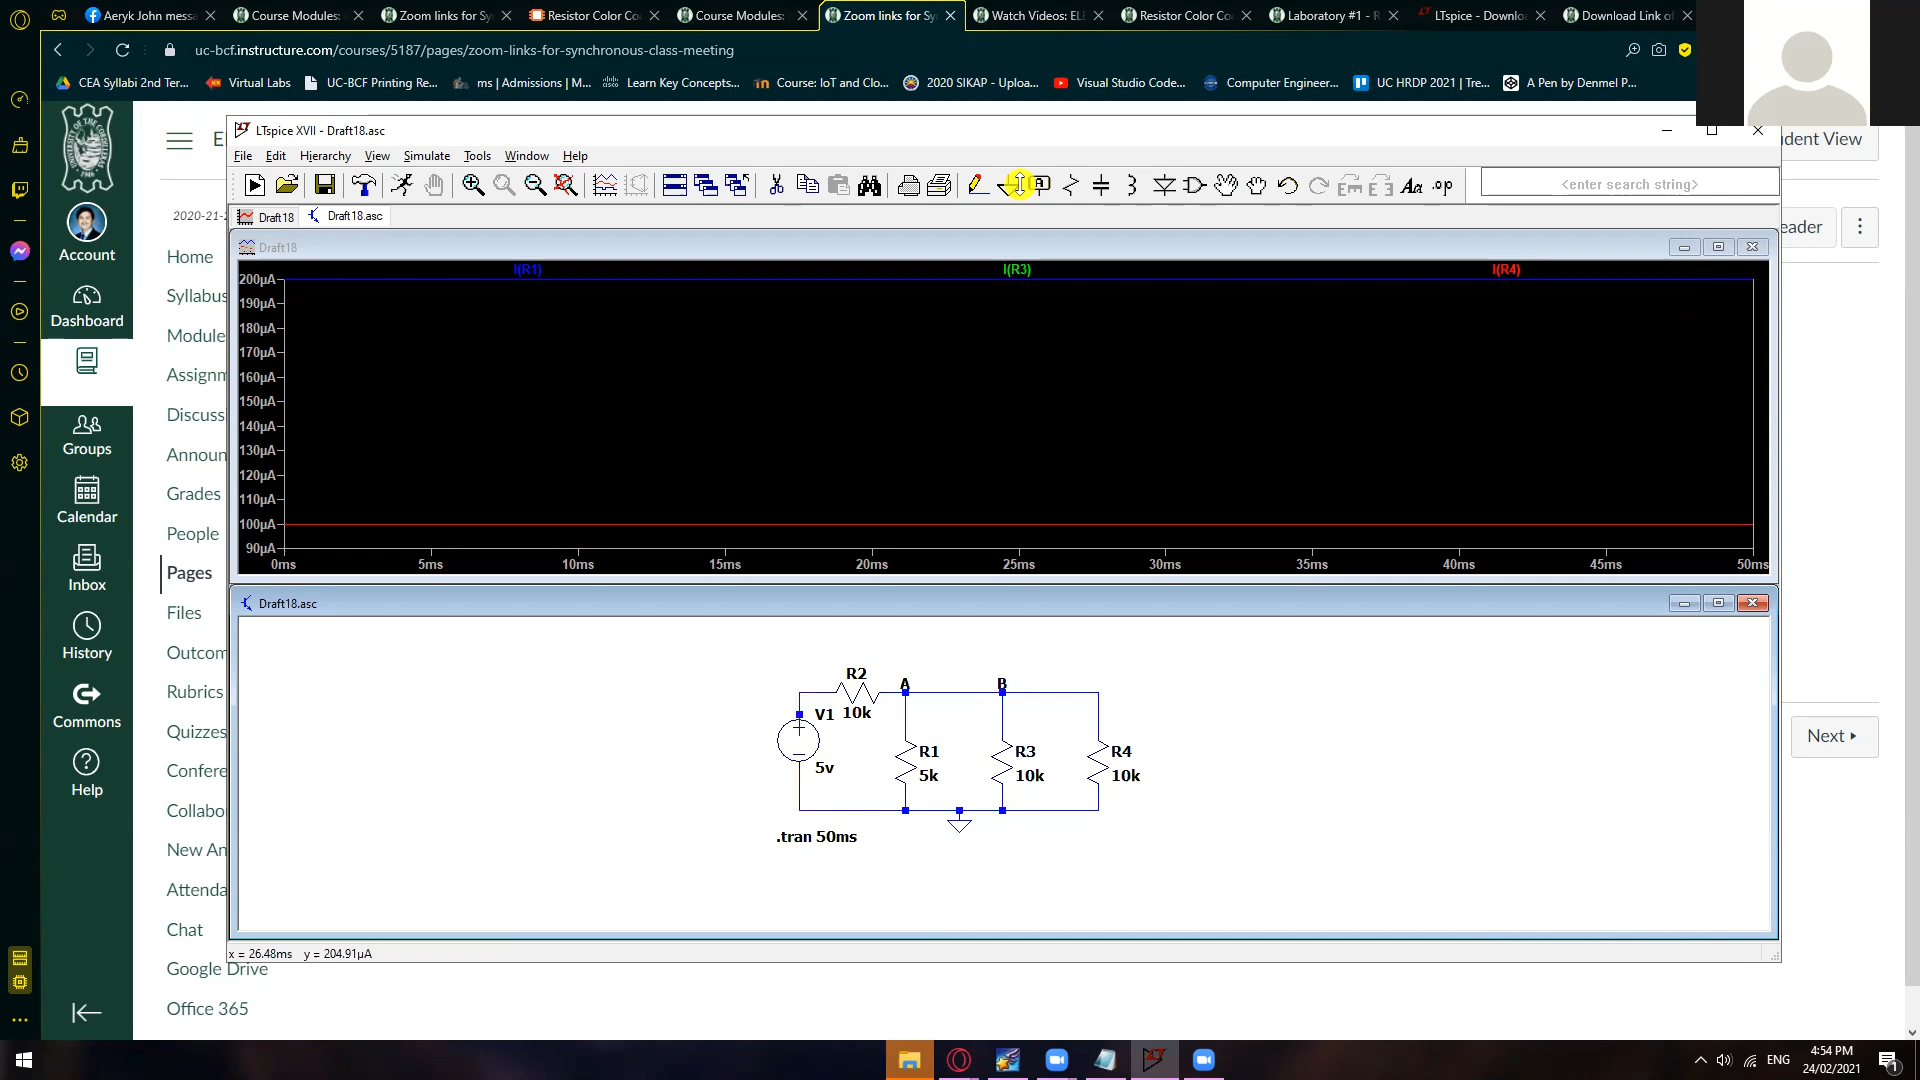 Aeryk John messa
Course Modules:
Zoom links for Sy
Resistor Color Co
Course Modules:
Zoom links for Sy
Watch Videos: ELE
Resistor Color Co
Laboratory #1 - R
LTspice - Downlo
Download Link of
uc-bcf.instructure.com/courses/5187/pages/zoom-links-for-synchronous-class-meeting
CEA Syllabi 2nd Ter...
Virtual Labs
UC-BCF Printing Re...
ms | Admissions | M...
Learn Key Concepts...
Course: IoT and Clo...
2020 SIKAP - Uploa...
Visual Studio Code...
Computer Engineer...
UC HRDP 2021 | Tre...
A Pen by Denmel P...
Account
Dashboard
Groups
Calendar
Inbox
History
Commons
Help
2020-21-2
Home
Syllabus
Module
Assignm
Discussi
Announ
Grades
People
Pages
Files
Outcom
Rubrics
Quizzes
Confere
Collabo
New An
Attenda
Chat
Google Drive
Office 365
udent View
eader
Next
LTspice XVII - Draft18.asc
File Edit Hierarchy View Simulate Tools Window Help
Aa .op
<enter search string>
Draft18
Draft18.asc
Draft18
I(R1) I(R3) I(R4)
200µA
190µA
180µA
170µA
160µA
150µA
140µA
130µA
120µA
110µA
100µA
90µA
0ms 5ms 10ms 15ms 20ms 25ms 30ms 35ms 40ms 45ms 50ms
Draft18.asc
R2
A
B
V1
10k
R1
R3
R4
5v
5k
10k
10k
.tran 50ms
x = 26.48ms y = 204.91µA
ENG
4:54 PM
24/02/2021
1